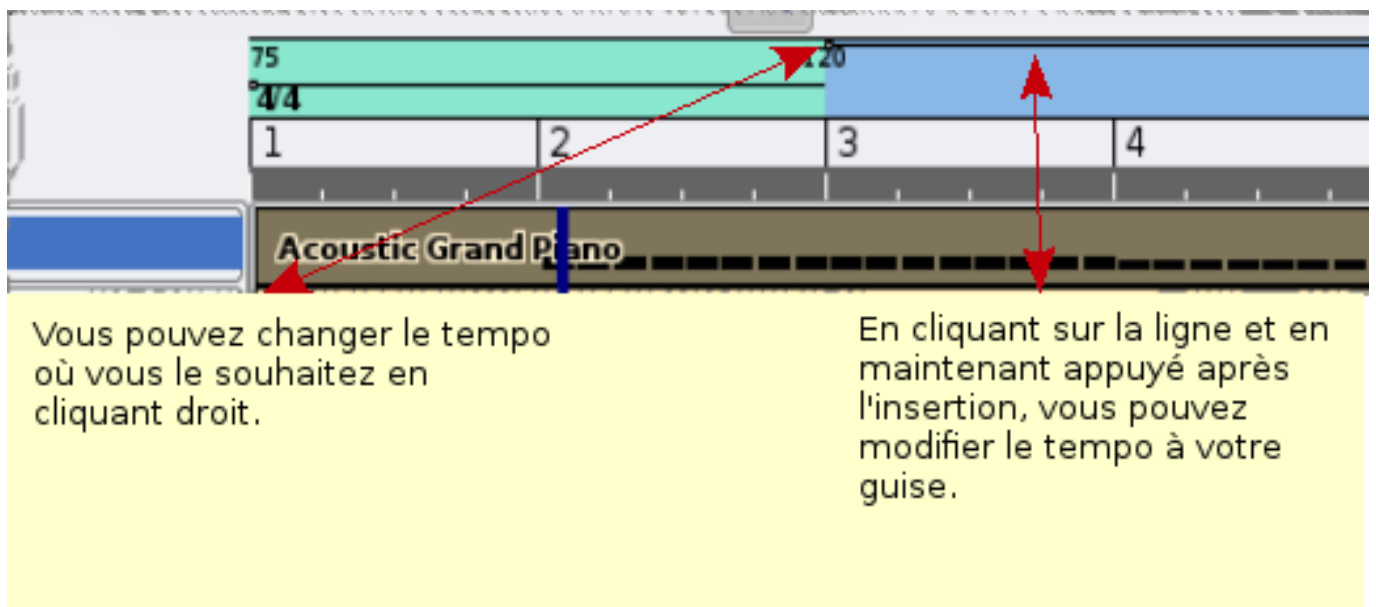 75
120
4/4
1
2
3
4
Acoustic Grand Piano
Vous pouvez changer le tempo
où vous le souhaitez en
cliquant droit.
En cliquant sur la ligne et en
maintenant appuyé après
l'insertion, vous pouvez
modifier le tempo à votre
guise.